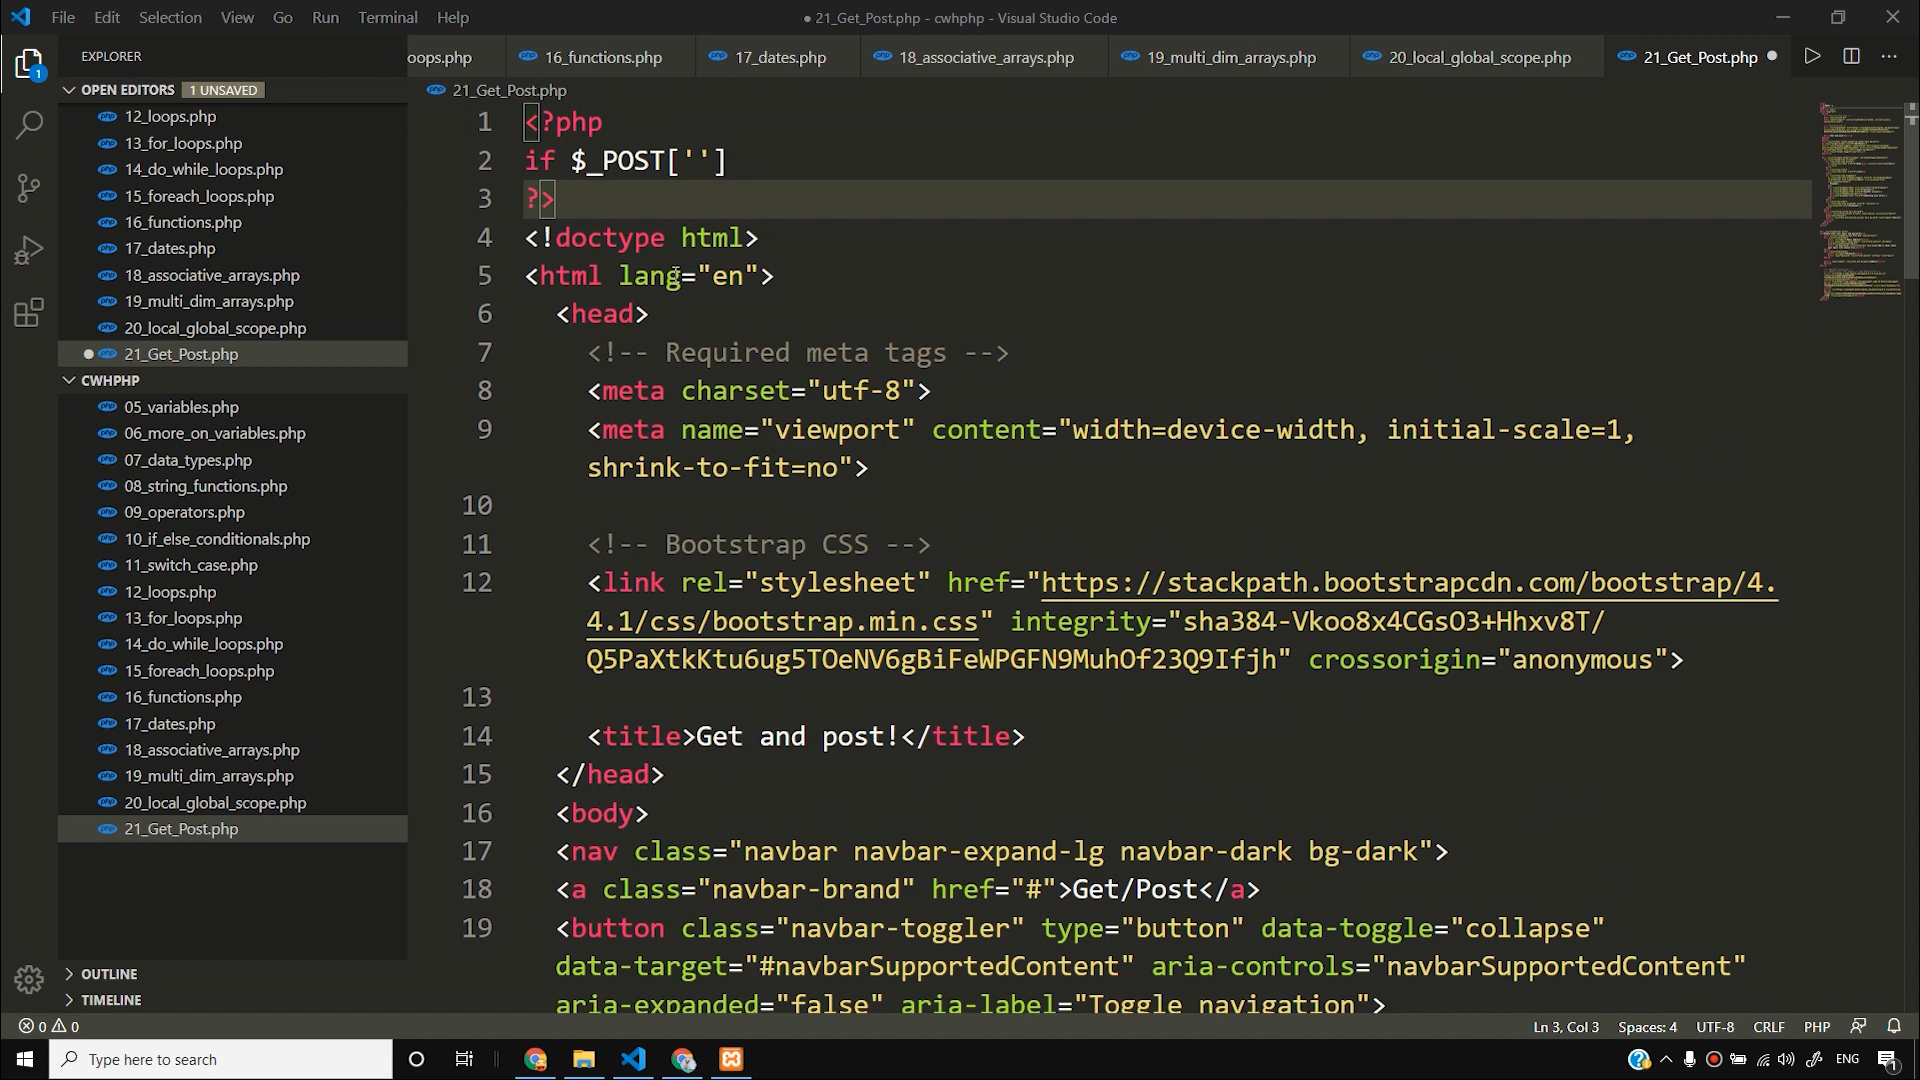 File Edit Selection View Go Run Terminal Help
● 21_Get_Post.php - cwhphp - Visual Studio Code
EXPLORER
oops.php 16_functions.php 17_dates.php 18_associative_arrays.php 19_multi_dim_arrays.php 20_local_global_scope.php 21_Get_Post.php
OPEN EDITORS 1 UNSAVED
12_loops.php
13_for_loops.php
14_do_while_loops.php
15_foreach_loops.php
16_functions.php
17_dates.php
18_associative_arrays.php
19_multi_dim_arrays.php
20_local_global_scope.php
21_Get_Post.php
CWHPHP
05_variables.php
06_more_on_variables.php
07_data_types.php
08_string_functions.php
09_operators.php
10_if_else_conditionals.php
11_switch_case.php
12_loops.php
13_for_loops.php
14_do_while_loops.php
15_foreach_loops.php
16_functions.php
17_dates.php
18_associative_arrays.php
19_multi_dim_arrays.php
20_local_global_scope.php
21_Get_Post.php
OUTLINE
TIMELINE
21_Get_Post.php
1 <?php
2 if $_POST['']
3 ?>
4 <!doctype html>
5 <html lang="en">
6 <head>
7 <!-- Required meta tags -->
8 <meta charset="utf-8">
9 <meta name="viewport" content="width=device-width, initial-scale=1,
shrink-to-fit=no">
10
11 <!-- Bootstrap CSS -->
12 <link rel="stylesheet" href="https://stackpath.bootstrapcdn.com/bootstrap/4.
4.1/css/bootstrap.min.css" integrity="sha384-Vkoo8x4CGsO3+Hhxv8T/
Q5PaXtkKtu6ug5TOeNV6gBiFeWPGFN9MuhOf23Q9Ifjh" crossorigin="anonymous">
13
14 <title>Get and post!</title>
15 </head>
16 <body>
17 <nav class="navbar navbar-expand-lg navbar-dark bg-dark">
18 <a class="navbar-brand" href="#">Get/Post</a>
19 <button class="navbar-toggler" type="button" data-toggle="collapse"
data-target="#navbarSupportedContent" aria-controls="navbarSupportedContent"
aria-expanded="false" aria-label="Toggle navigation">
0 0 Ln 3, Col 3 Spaces: 4 UTF-8 CRLF PHP
Type here to search
ENG